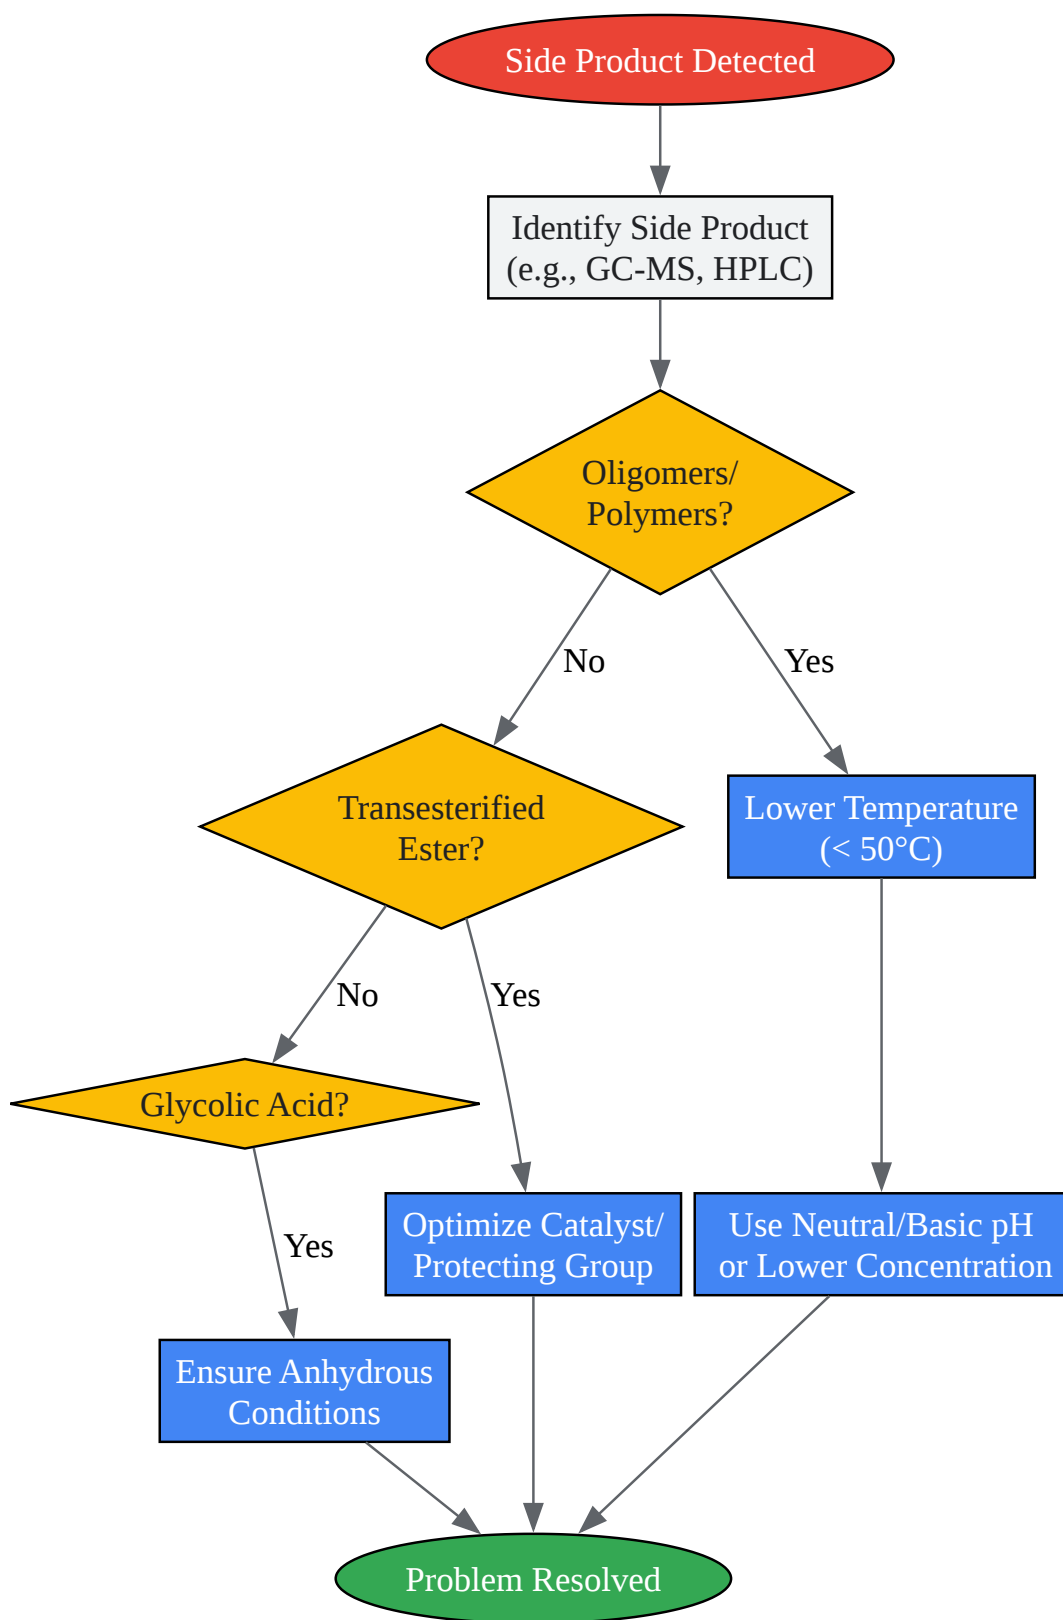 Side Product Detected
Identify Side Product
(e.g., GC-MS, HPLC)
Oligomers/
Polymers?
No
Yes
Transesterified
Ester?
Lower Temperature
(< 50°C)
No
Yes
Glycolic Acid?
Optimize Catalyst/
Protecting Group
Use Neutral/Basic pH
or Lower Concentration
Yes
Ensure Anhydrous
Conditions
Problem Resolved